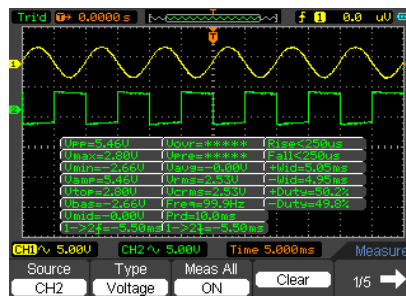 Tri'd 0.0000s T 1 0.0 uV
T
1
2
Vpp=5.46V Vovr=***** Rise<250us
Vmax=2.80V Vpre=***** Fall<250us
Vmin=-2.66V Vavg=-0.00V +Wid=5.05ms
Vamp=5.46V Vrms=2.53V -Wid=4.95ms
Vtop=2.80V Vcrms=2.53V +Duty=50.2%
Vbas=-2.66V Freq=99.9Hz -Duty=49.8%
Vmid=-0.00V Prd=10.0ms
1->2=-5.50ms 1->2=-5.50ms
CH1 5.00V CH2 5.00V Time 5.000ms Measure
Source Type Meas All Clear 1/5
CH2 Voltage ON